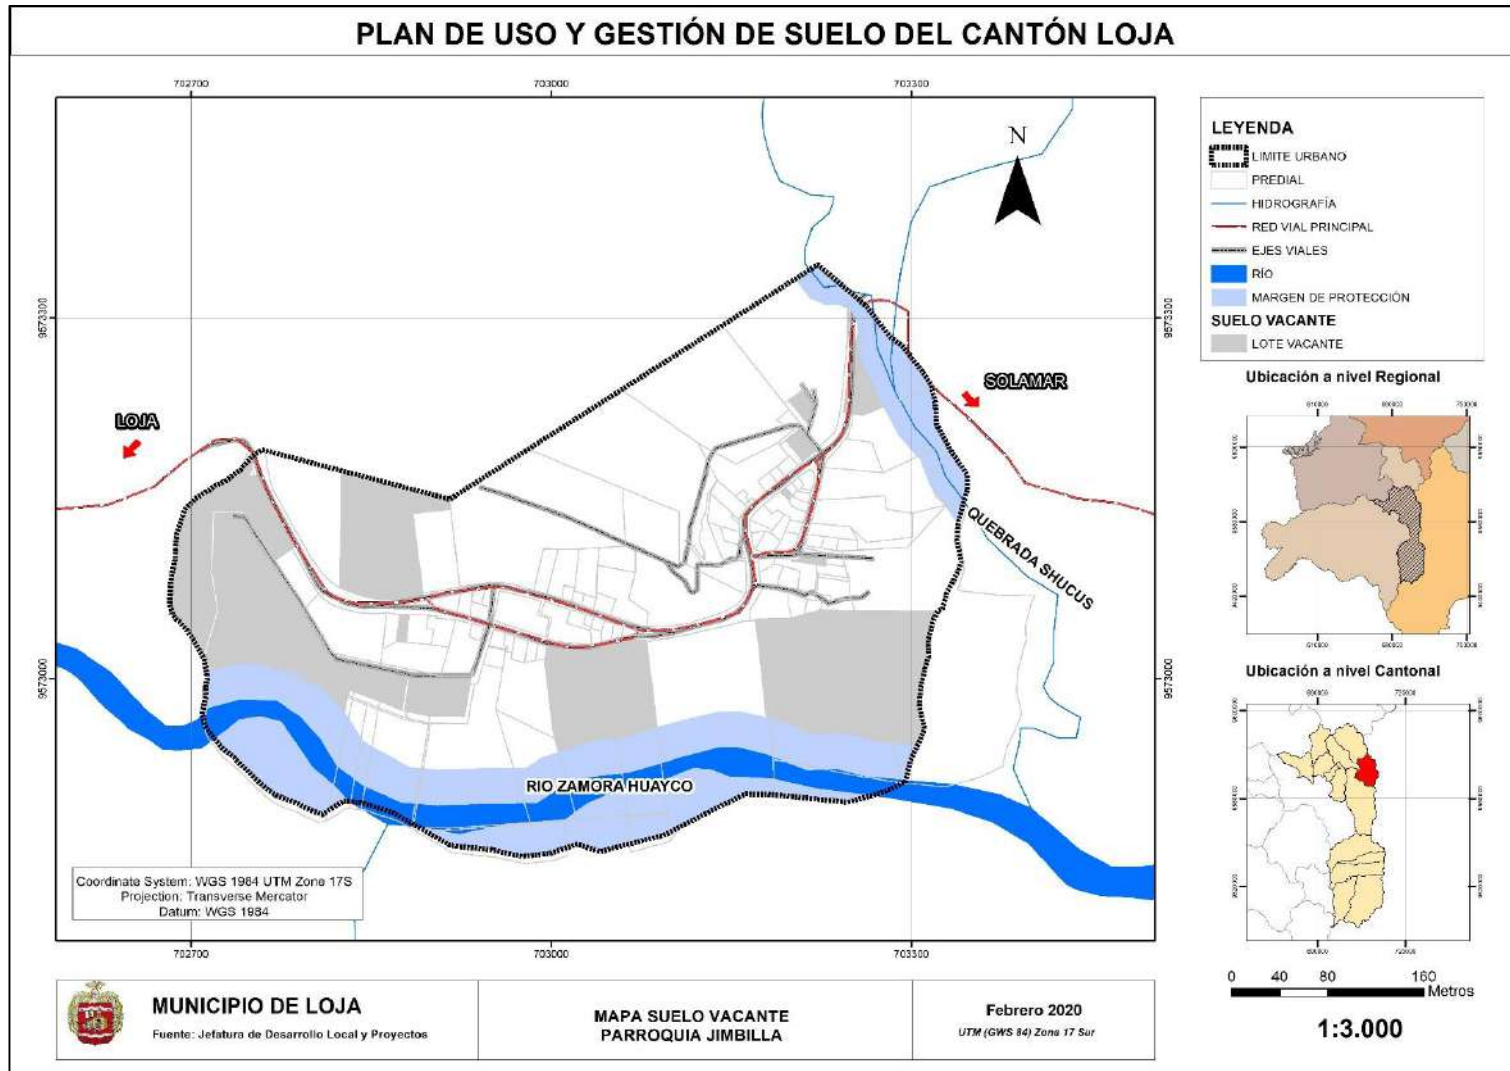 PLAN DE USO Y GESTIÓN DE SUELO DEL CANTÓN LOJA
702700
703000
703300
N
9573300
9573300
LOJA
SOLAMAR
QUEBRADA SHUCUS
9573000
9573000
RIO ZAMORA HUAYCO
Coordinate System: WGS 1984 UTM Zone 17S
Projection: Transverse Mercator
Datum: WGS 1984
702700
703000
703300
LEYENDA
LIMITE URBANO
PREDIAL
HIDROGRAFÍA
RED VIAL PRINCIPAL
EJES VIALES
RÍO
MARGEN DE PROTECCIÓN
SUELO VACANTE
LOTE VACANTE
Ubicación a nivel Regional
Ubicación a nivel Cantonal
0 40 80 160
Metros
1:3.000
MUNICIPIO DE LOJA
Fuente: Jefatura de Desarrollo Local y Proyectos
MAPA SUELO VACANTE
PARROQUIA JIMBILLA
Febrero 2020
UTM (GWS 84) Zona 17 Sur